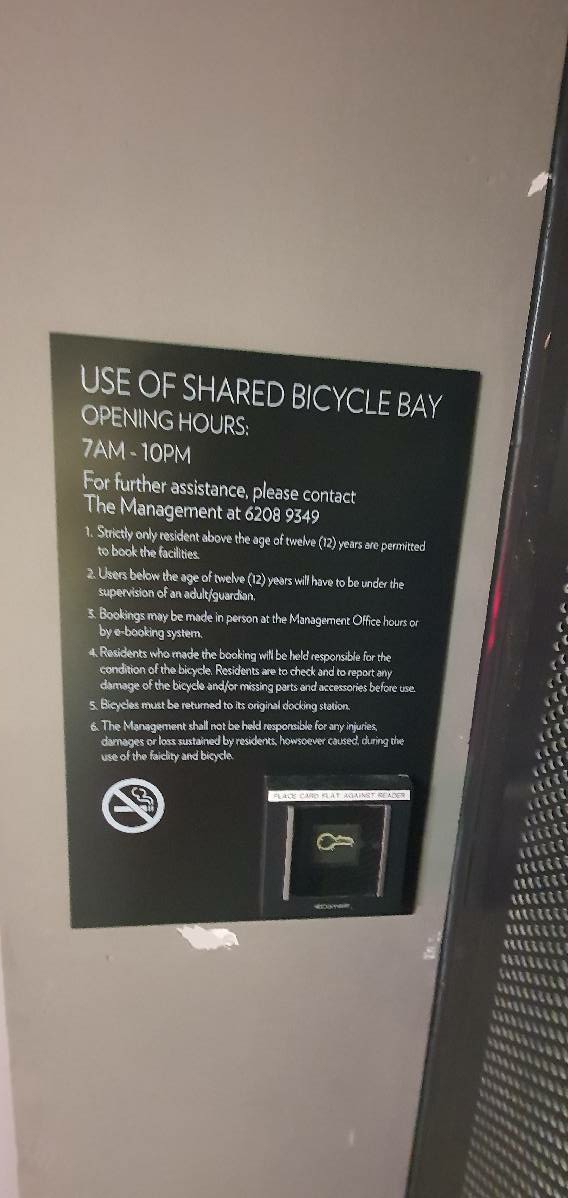 USE OF SHARED BICYCLE BAY
OPENING HOURS:
7AM - 10PM
For further assistance, please contact
The Management at 6208 9349
1. Strictly only resident above the age of twelve (12) years are permitted
to book the facilities.
2. Users below the age of twelve (12) years will have to be under the
supervision of an adult/guardian.
3. Bookings may be made in person at the Management Office hours or
by e-booking system.
4. Residents who made the booking will be held responsible for the
condition of the bicycle. Residents are to check and to report any
damage of the bicycle and/or missing parts and accessories before use.
5. Bicycles must be returned to its original docking station.
6. The Management shall not be held responsible for any injuries,
damages or loss sustained by residents, howsoever caused, during the
use of the faiclity and bicycle.
PLACE CARD FLAT AGAINST READER